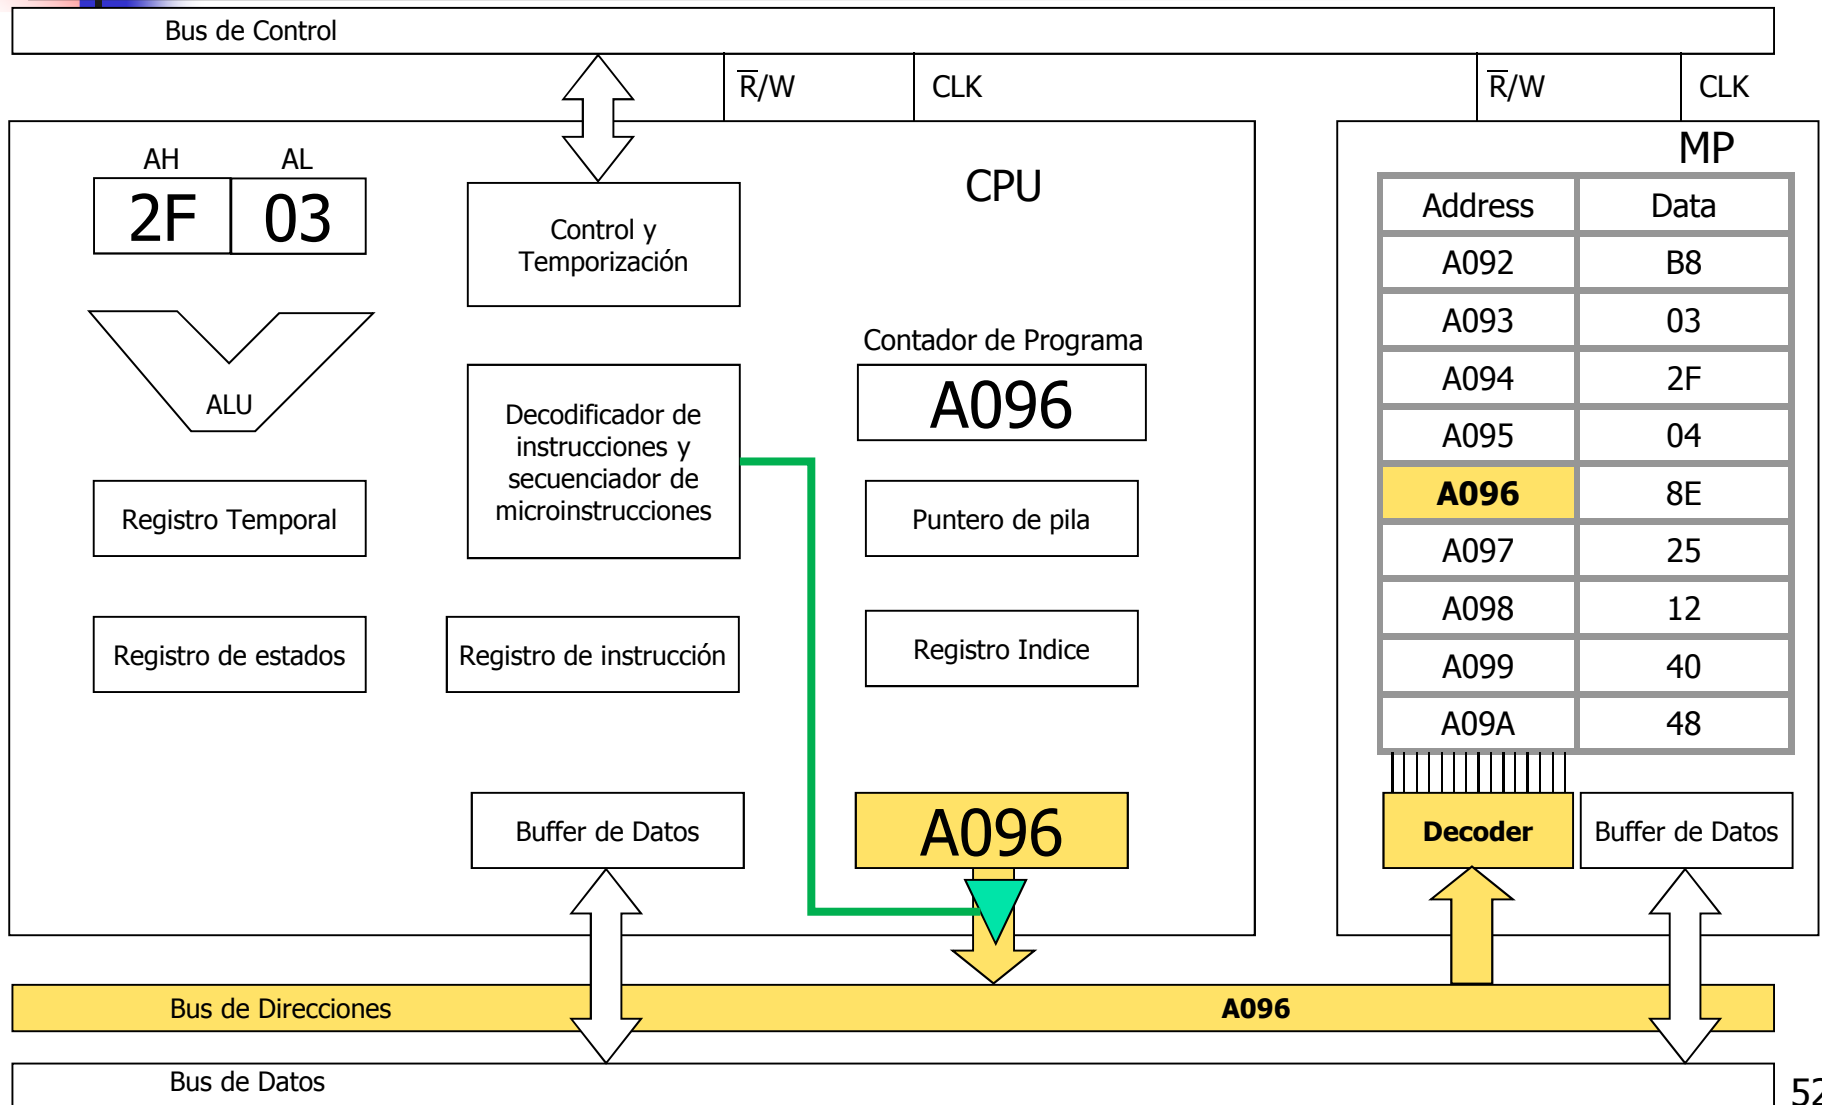 Bus de Control
R/W
CLK
R/W
CLK
AH
AL
2F
03
Control y
Temporización
CPU
MP
Address
Data
A092
B8
A093
03
A094
2F
A095
04
A096
8E
A097
25
A098
12
A099
40
A09A
48
ALU
Decodificador de
instrucciones y
secuenciador de
microinstrucciones
Contador de Programa
A096
Registro Temporal
Puntero de pila
Registro de estados
Registro de instrucción
Registro Indice
Buffer de Datos
A096
Decoder
Buffer de Datos
Bus de Direcciones
A096
Bus de Datos
52